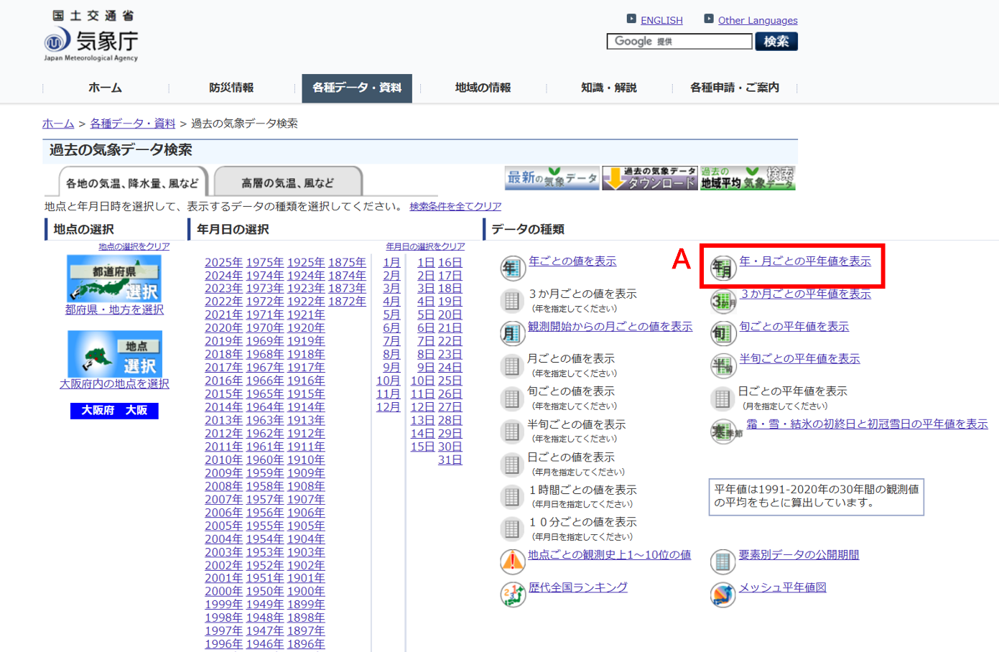 国土交通省
気象庁
Japan Meteorological Agency
ENGLISH
Other Languages
Google 提供
検索
ホーム
防災情報
各種データ・資料
地域の情報
知識・解説
各種申請・ご案内
ホーム > 各種データ・資料 > 過去の気象データ検索
過去の気象データ検索
各地の気温、降水量、風など
高層の気温、風など
最新の気象データ
過去の気象データ
ダウンロード
過去の 検索
地域平均気象データ
地点と年月日時を選択して、表示するデータの種類を選択してください。 検索条件を全てクリア
地点の選択
地点の選択をクリア
都道府県
選択
都府県・地方を選択
地点
選択
大阪府内の地点を選択
大阪府 大阪
年月日の選択
年月日の選択をクリア
2025年 1975年 1925年 1875年 1月 1日 16日
2024年 1974年 1924年 1874年 2月 2日 17日
2023年 1973年 1923年 1873年 3月 3日 18日
2022年 1972年 1922年 1872年 4月 4日 19日
2021年 1971年 1921年 5月 5日 20日
2020年 1970年 1920年 6月 6日 21日
2019年 1969年 1919年 7月 7日 22日
2018年 1968年 1918年 8月 8日 23日
2017年 1967年 1917年 9月 9日 24日
2016年 1966年 1916年 10月 10日 25日
2015年 1965年 1915年 11月 11日 26日
2014年 1964年 1914年 12月 12日 27日
2013年 1963年 1913年 13日 28日
2012年 1962年 1912年 14日 29日
2011年 1961年 1911年 15日 30日
2010年 1960年 1910年 31日
2009年 1959年 1909年
2008年 1958年 1908年
2007年 1957年 1907年
2006年 1956年 1906年
2005年 1955年 1905年
2004年 1954年 1904年
2003年 1953年 1903年
2002年 1952年 1902年
2001年 1951年 1901年
2000年 1950年 1900年
1999年 1949年 1899年
1998年 1948年 1898年
1997年 1947年 1897年
1996年 1946年 1896年
データの種類
年 年ごとの値を表示
３か月ごとの値を表示
（年を指定してください）
月 観測開始からの月ごとの値を表示
月ごとの値を表示
（年を指定してください）
旬ごとの値を表示
（年を指定してください）
半旬ごとの値を表示
（年を指定してください）
日ごとの値を表示
（年月を指定してください）
１時間ごとの値を表示
（年月日を指定してください）
１０分ごとの値を表示
（年月日を指定してください）
地点ごとの観測史上1～10位の値
歴代全国ランキング
A
年月 年・月ごとの平年値を表示
3か月 ３か月ごとの平年値を表示
旬 旬ごとの平年値を表示
半旬 半旬ごとの平年値を表示
日ごとの平年値を表示
（月を指定してください）
寒季節 霜・雪・結氷の初終日と初冠雪日の平年値を表示
平年値は1991-2020年の30年間の観測値
の平均をもとに算出しています。
要素別データの公開期間
メッシュ平年値図